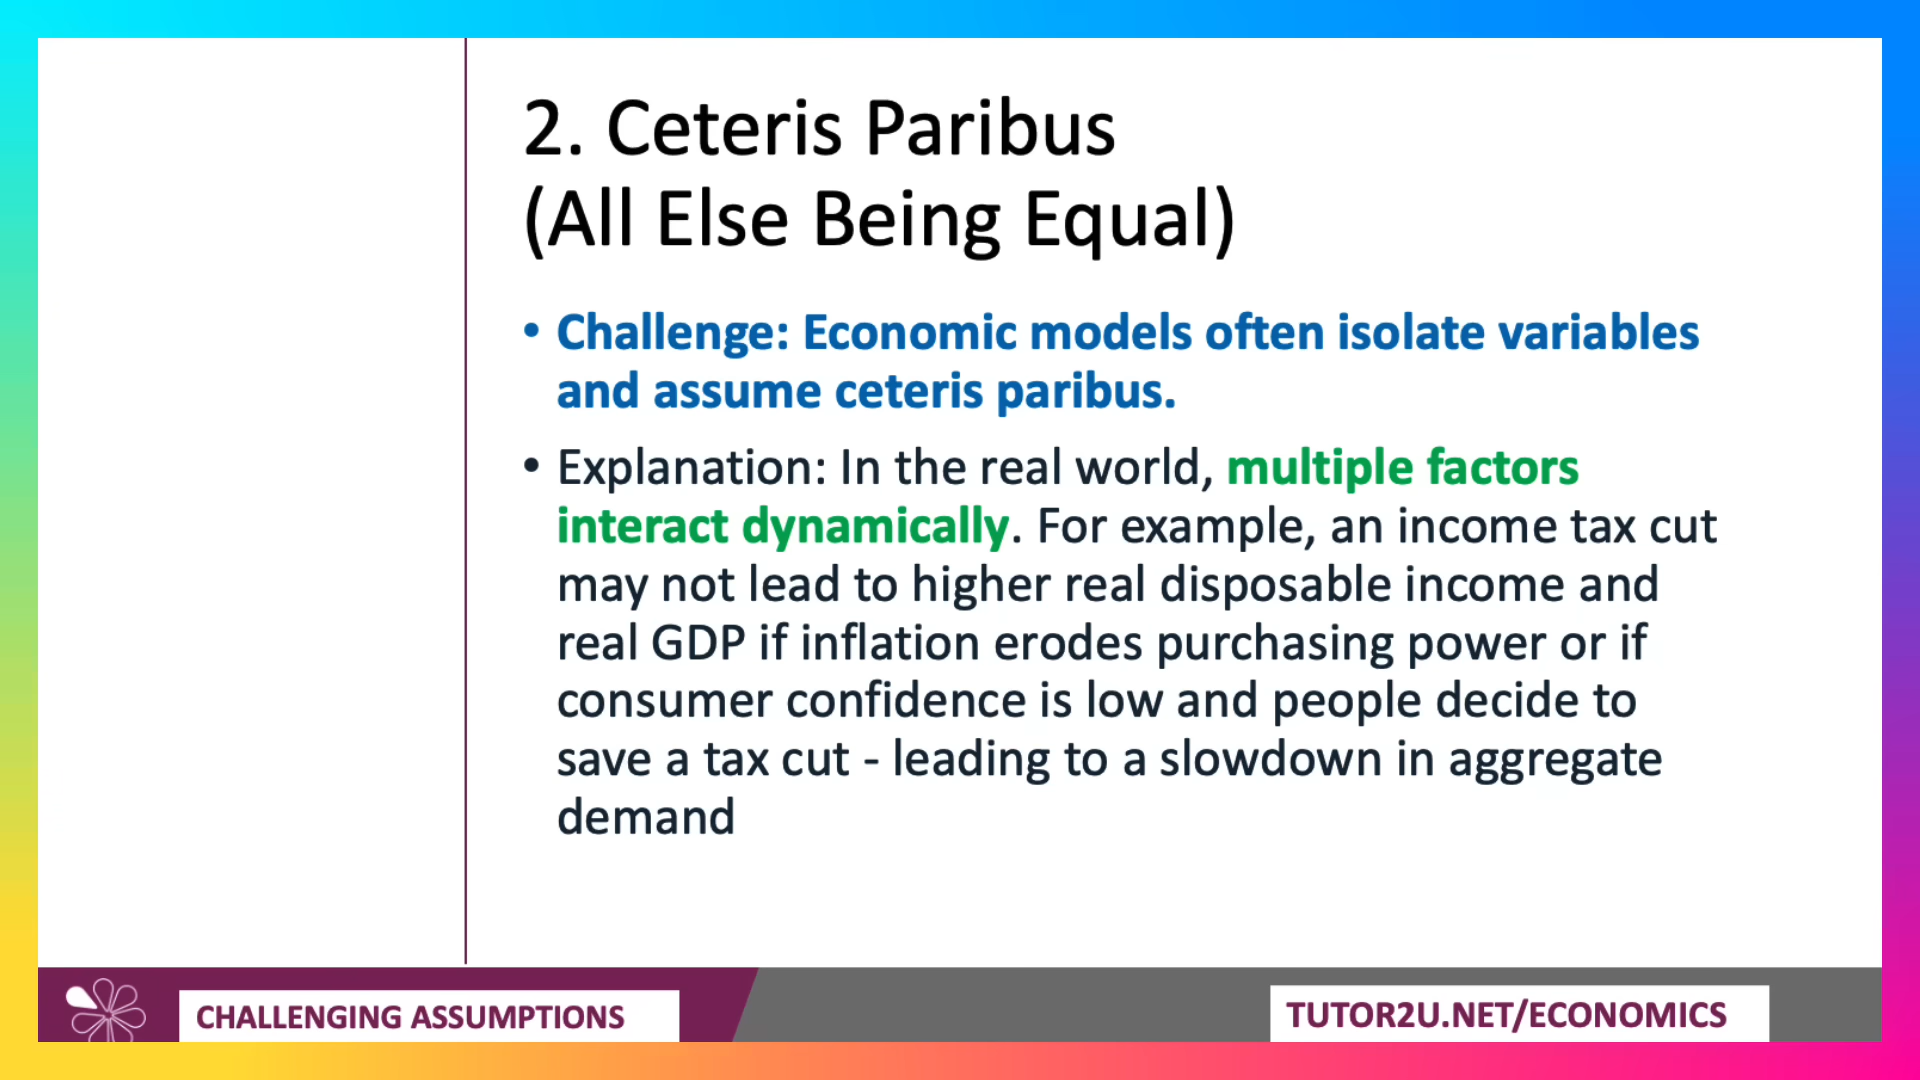 2. Ceteris Paribus
(All Else Being Equal)
• Challenge: Economic models often isolate variables
and assume ceteris paribus.
• Explanation: In the real world, multiple factors
interact dynamically. For example, an income tax cut
may not lead to higher real disposable income and
real GDP if inflation erodes purchasing power or if
consumer confidence is low and people decide to
save a tax cut - leading to a slowdown in aggregate
demand
CHALLENGING ASSUMPTIONS
TUTOR2U.NET/ECONOMICS